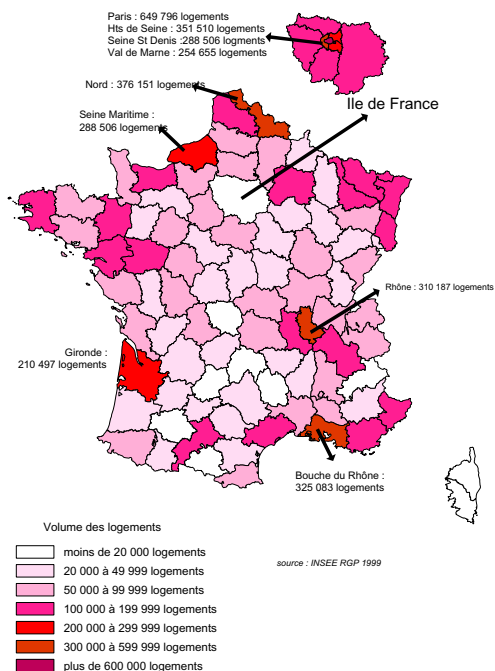 Paris : 649 796 logements
Hts de Seine : 351 510 logements
Seine St Denis :288 506 logments
Val de Marne : 254 655 logements
Nord : 376 151 logements
Ile de France
Seine Maritime :
288 506 logements
Rhône : 310 187 logements
Gironde :
210 497 logements
Bouche du Rhône :
325 083 logements
Volume des logements
moins de 20 000 logements
20 000 à 49 999 logements
50 000 à 99 999 logements
100 000 à 199 999 logements
200 000 à 299 999 logements
300 000 à 599 999 logements
plus de 600 000 logements
source : INSEE RGP 1999